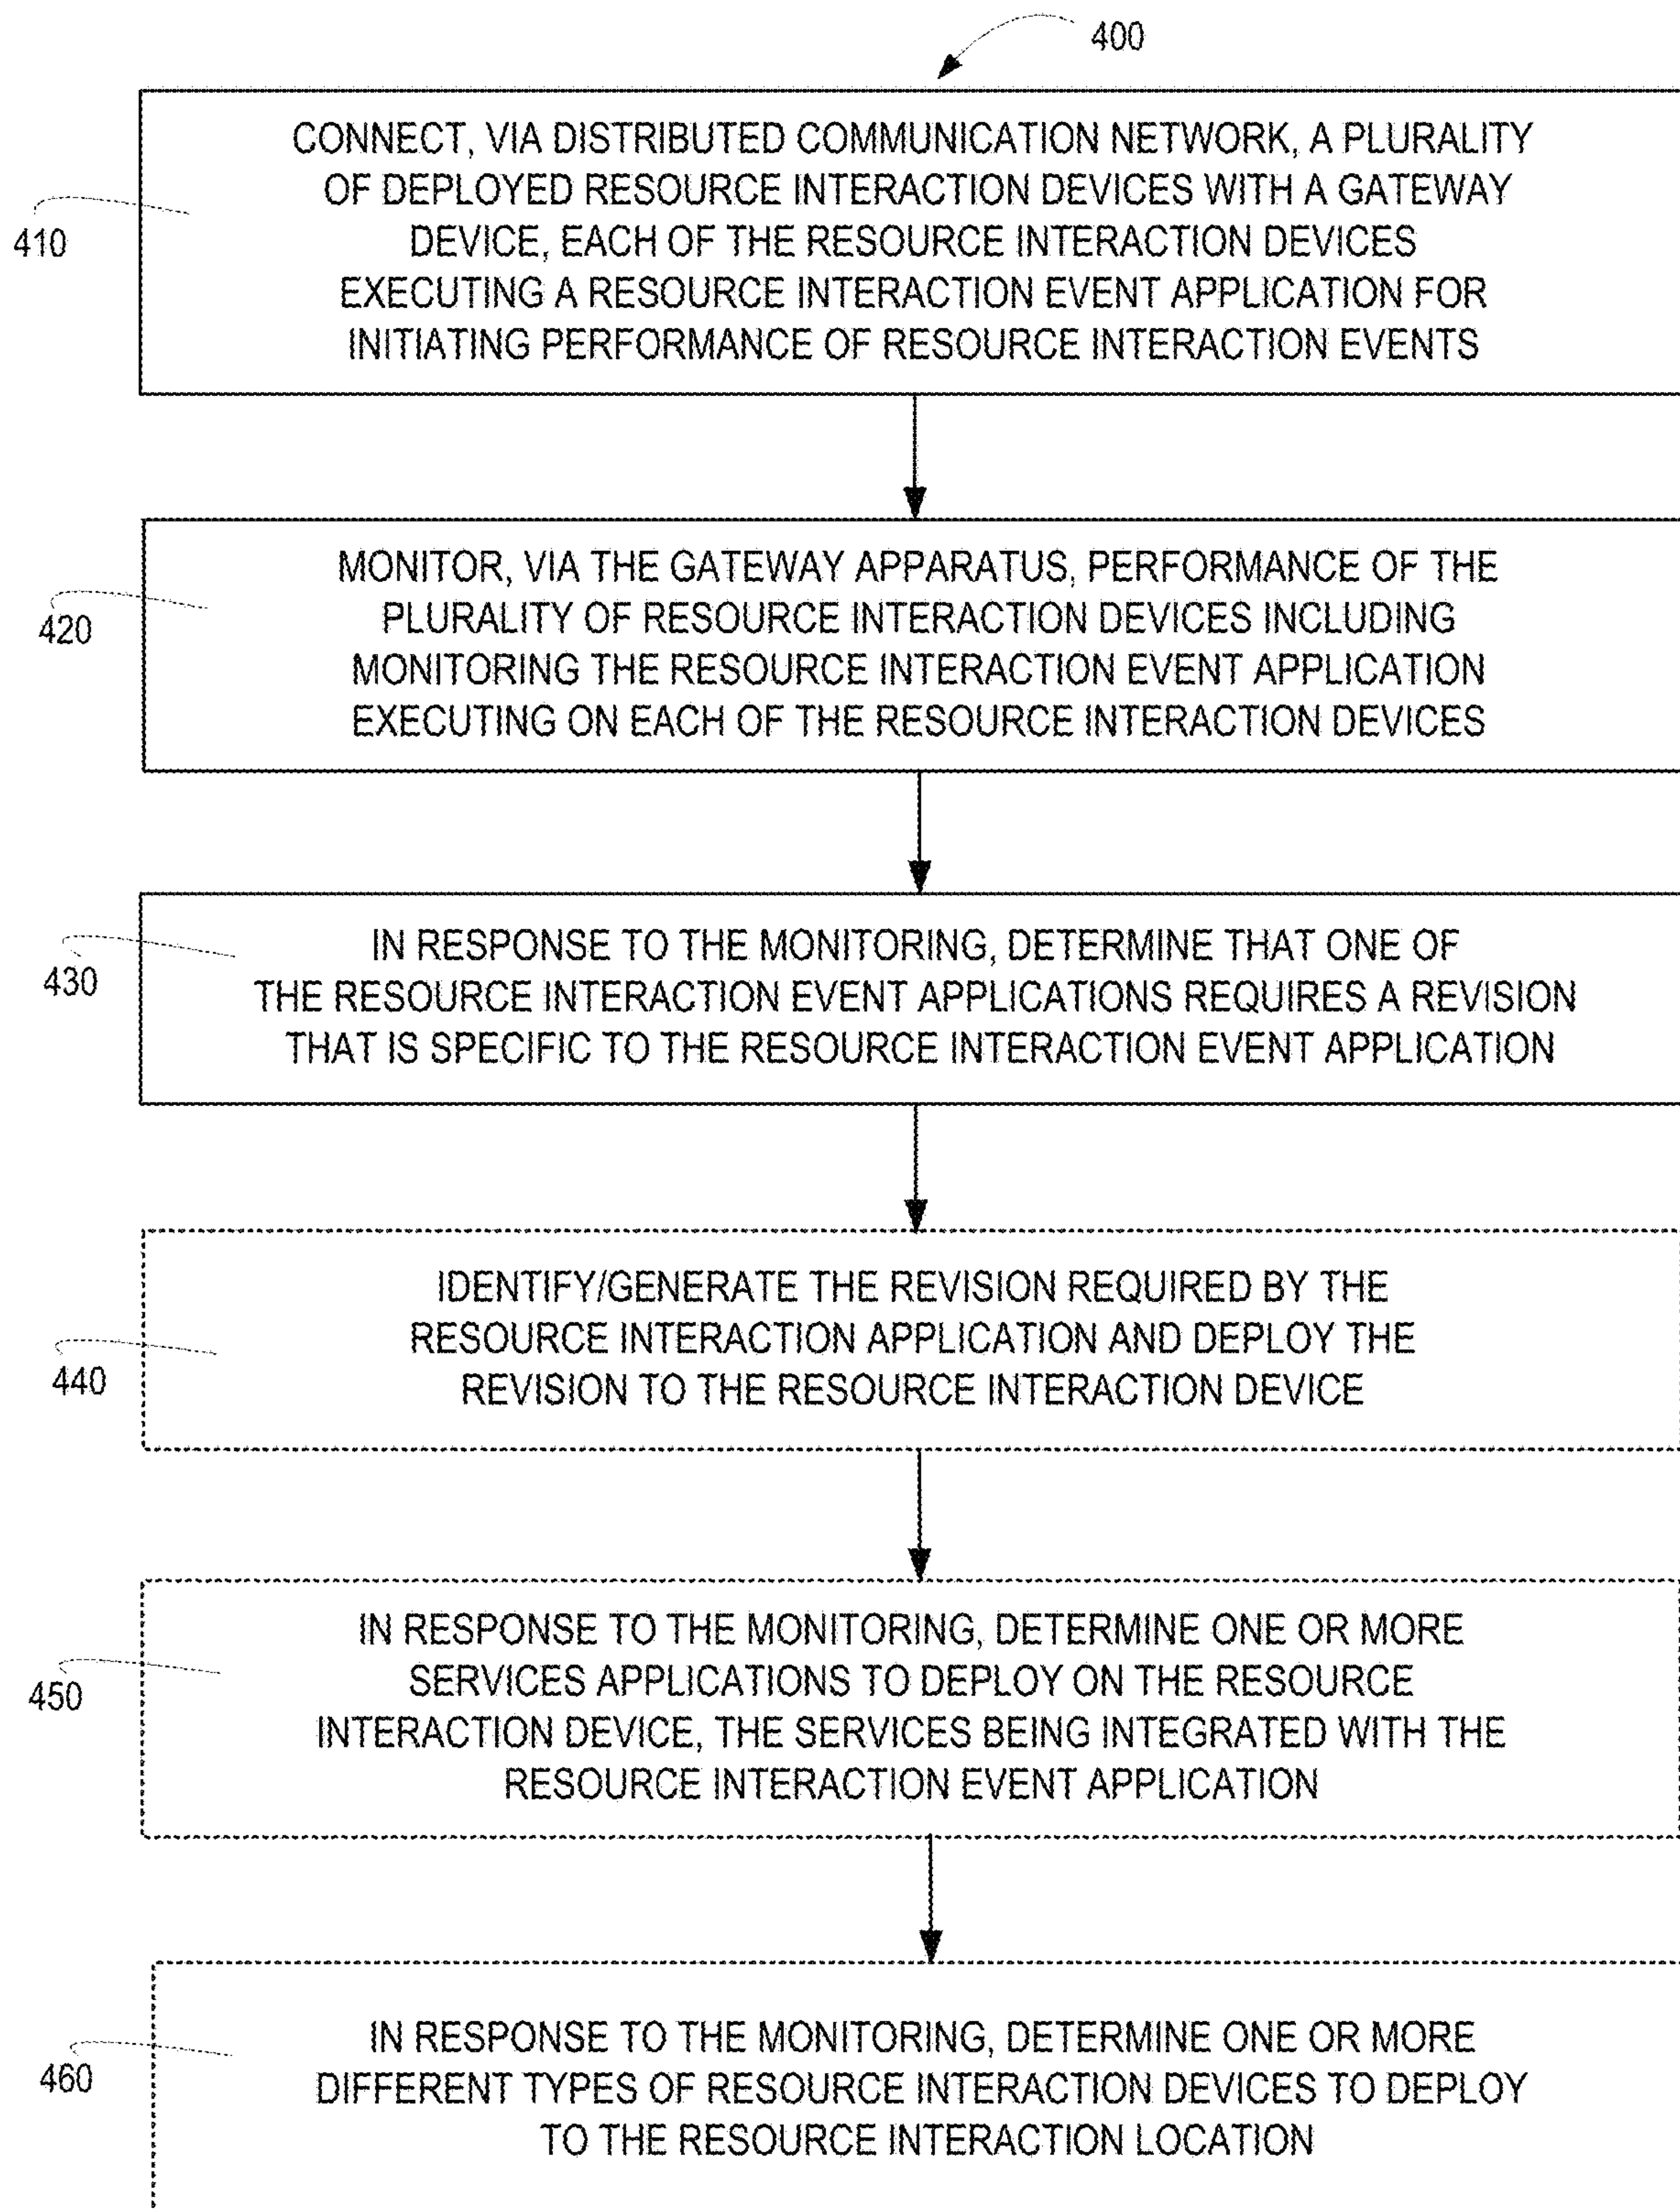 400
CONNECT, VIA DISTRIBUTED COMMUNICATION NETWORK, A PLURALITY
OF DEPLOYED RESOURCE INTERACTION DEVICES WITH A GATEWAY
DEVICE, EACH OF THE RESOURCE INTERACTION DEVICES
EXECUTING A RESOURCE INTERACTION EVENT APPLICATION FOR
INITIATING PERFORMANCE OF RESOURCE INTERACTION EVENTS
410
MONITOR, VIA THE GATEWAY APPARATUS, PERFORMANCE OF THE
PLURALITY OF RESOURCE INTERACTION DEVICES INCLUDING
MONITORING THE RESOURCE INTERACTION EVENT APPLICATION
EXECUTING ON EACH OF THE RESOURCE INTERACTION DEVICES
420
IN RESPONSE TO THE MONITORING, DETERMINE THAT ONE OF
THE RESOURCE INTERACTION EVENT APPLICATIONS REQUIRES A REVISION
THAT IS SPECIFIC TO THE RESOURCE INTERACTION EVENT APPLICATION
430
IDENTIFY/GENERATE THE REVISION REQUIRED BY THE
RESOURCE INTERACTION APPLICATION AND DEPLOY THE
REVISION TO THE RESOURCE INTERACTION DEVICE
440
IN RESPONSE TO THE MONITORING, DETERMINE ONE OR MORE
SERVICES APPLICATIONS TO DEPLOY ON THE RESOURCE
INTERACTION DEVICE, THE SERVICES BEING INTEGRATED WITH THE
RESOURCE INTERACTION EVENT APPLICATION
450
IN RESPONSE TO THE MONITORING, DETERMINE ONE OR MORE
DIFFERENT TYPES OF RESOURCE INTERACTION DEVICES TO DEPLOY
TO THE RESOURCE INTERACTION LOCATION
460